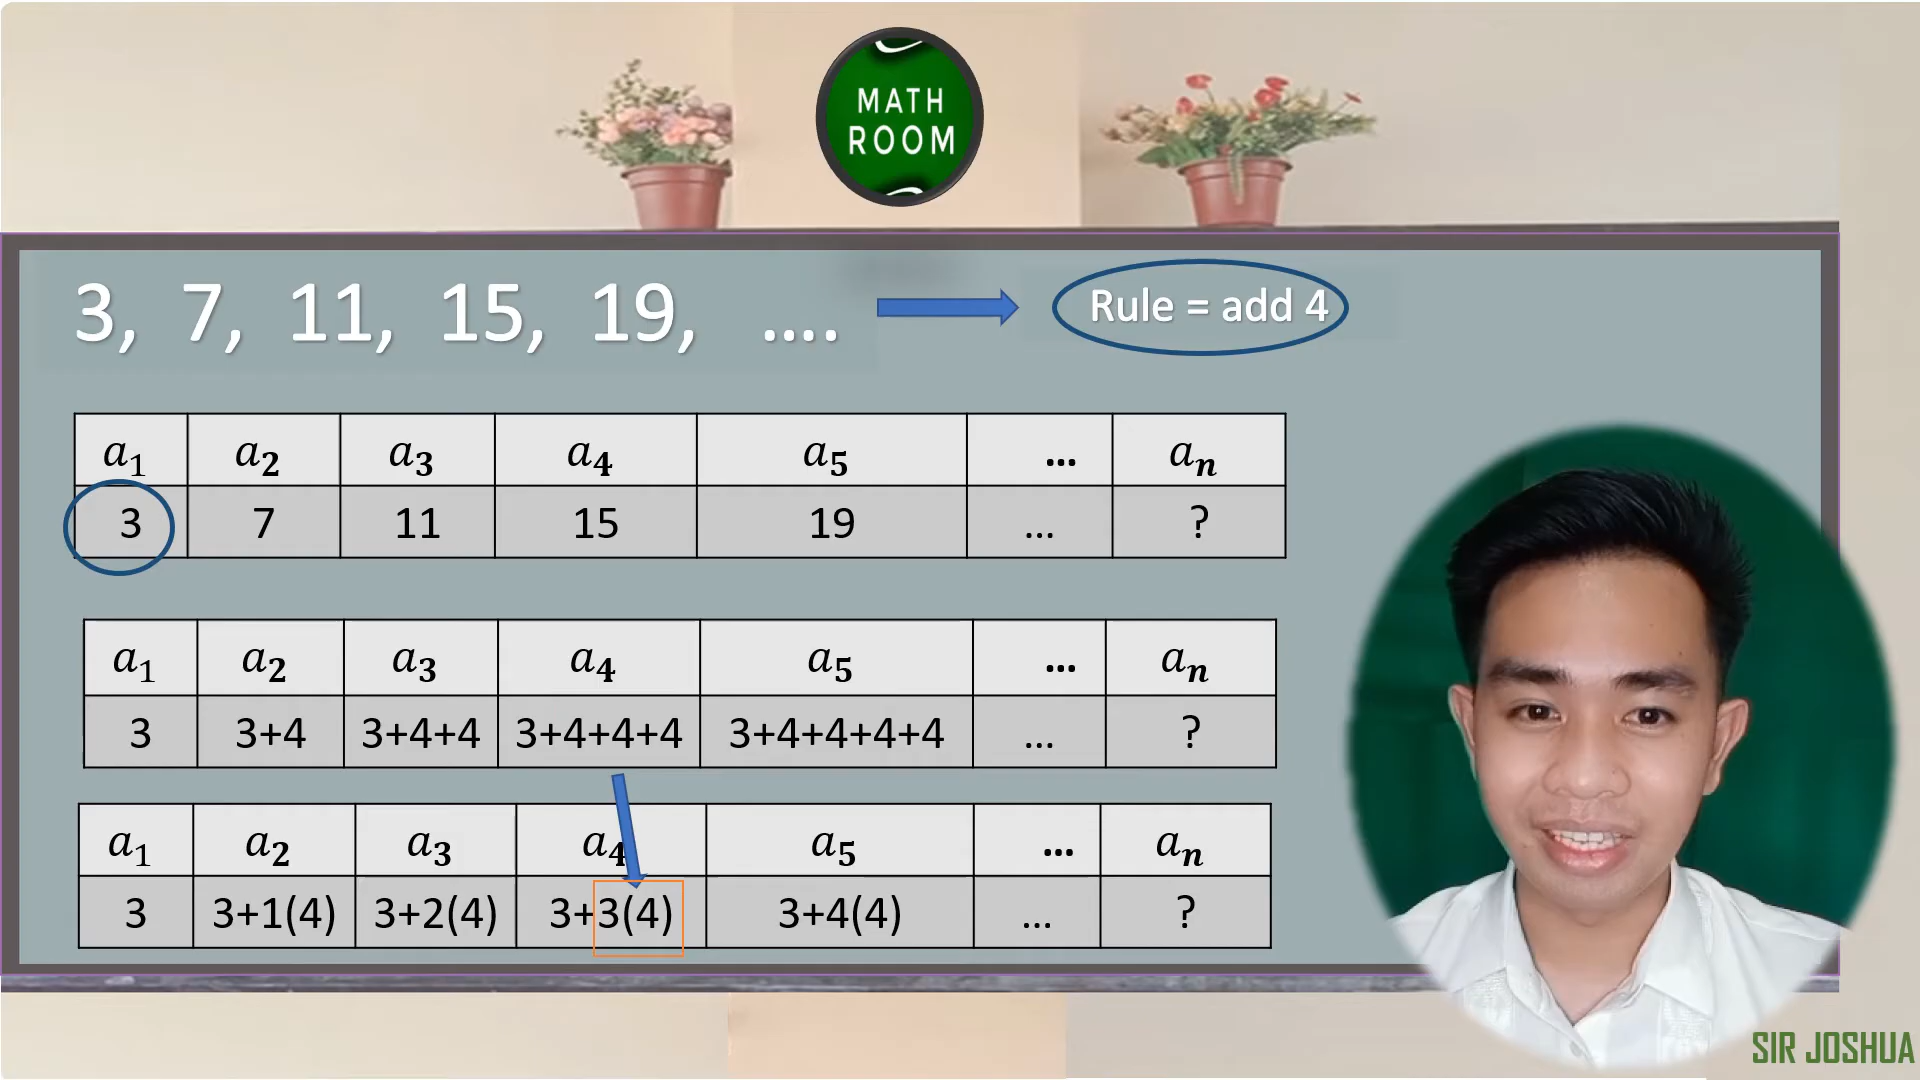 MATH
ROOM
3, 7, 11, 15, 19, ....
Rule = add 4
a₁ a₂ a₃ a₄ a₅ ... aₙ
3 7 11 15 19 ... ?
a₁ a₂ a₃ a₄ a₅ ... aₙ
3 3+4 3+4+4 3+4+4+4 3+4+4+4+4 ... ?
a₁ a₂ a₃ a₄ a₅ ... aₙ
3 3+1(4) 3+2(4) 3+3(4) 3+4(4) ... ?
SIR JOSHUA